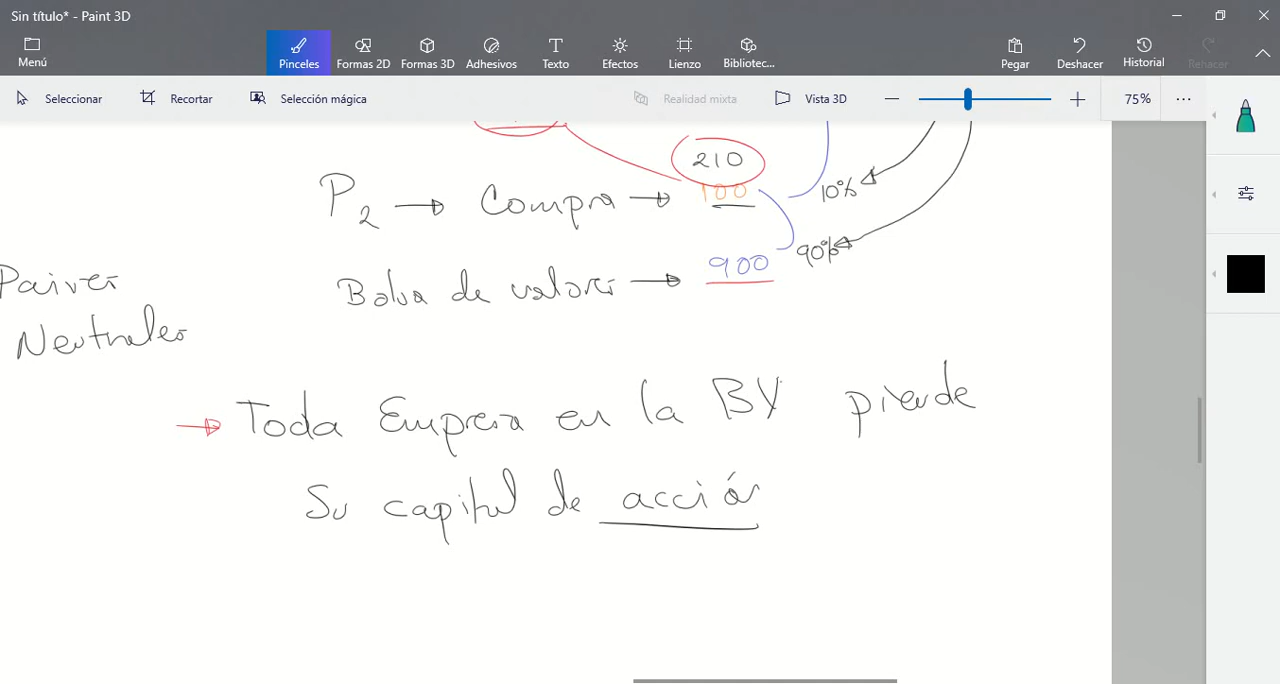 Sin título* - Paint 3D
Menú
Pinceles
Formas 2D
Formas 3D
Adhesivos
Texto
Efectos
Lienzo
Bibliotec...
Pegar
Deshacer
Historial
Rehacer
Seleccionar
Recortar
Selección mágica
Realidad mixta
Vista 3D
75%
210
P2 → Compra → 100
10%
90%
Bolsa de valores → 900
Países
Neutrales
→ Toda Empresa en la BV pierde
Su capital de acción